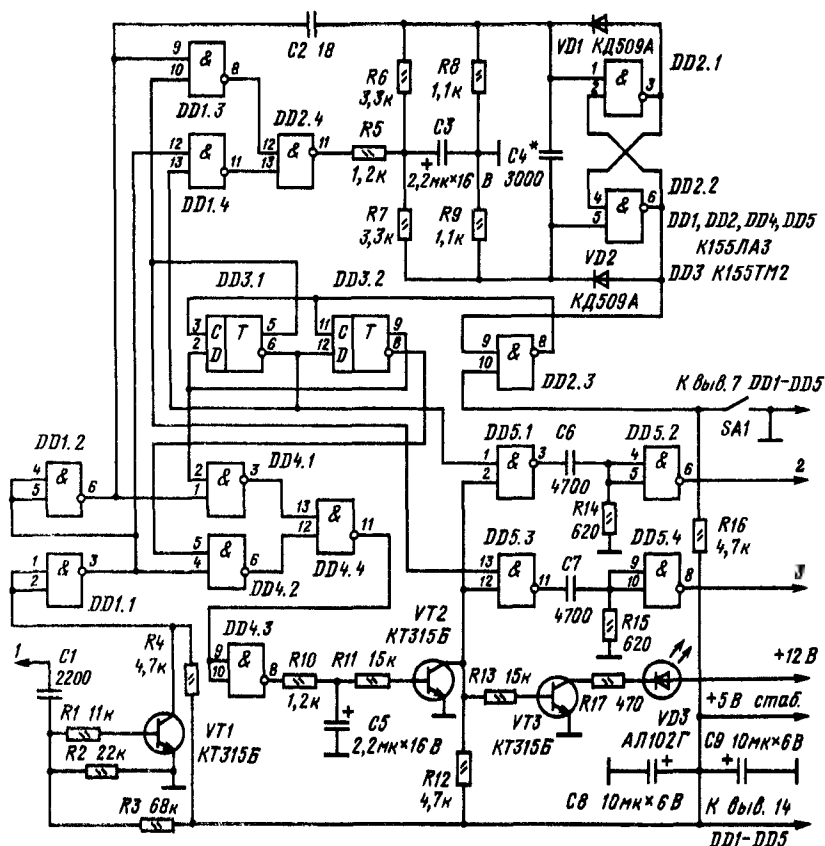 C2 18
VD1 КД509А
DD2.1
9
10
&
8
DD1.3
R6
3,3к
R8
1,1к
1
2
&
3
12
13
&
11
DD1.4
DD2.4
12
13
&
11
R5
1,2к
C3
+
2,2мк×16 В
C4*
3000
R7
3,3к
R9
1,1к
DD2.2
4
5
&
6
DD1, DD2, DD4, DD5
К155ЛА3
DD3 К155ТМ2
VD2
КД509А
DD3.1
3
2
C
D
T
5
6
DD3.2
11
12
C
D
T
9
8
9
10
&
8
DD2.3
К выв. 7 DD1-DD5
SA1
DD1.2
4
5
&
6
DD4.1
2
1
&
3
DD5.1
1
2
&
3
C6
4700
DD5.2
4
5
&
6
2
R14
620
R16
4,7к
1
2
&
3
DD1.1
5
4
&
6
DD4.2
13
12
&
11
DD4.4
DD5.3
13
12
&
11
C7
4700
DD5.4
9
10
&
8
3
R15
620
1
C1
2200
R4
4,7к
DD4.3
9
10
&
8
R10
1,2к
R11 15к
VT2
КТ315Б
R13 15к
VT3
КТ315Б
R17 470
VD3
АЛ102Г
+12В
+5В стаб.
R1 11к
R2 22к
R3 68к
VT1
КТ315Б
+
C5
2,2мк×16В
R12
4,7к
C8 10мк×6В
+
+
C9 10мк×6В
К выв. 14
DD1-DD5